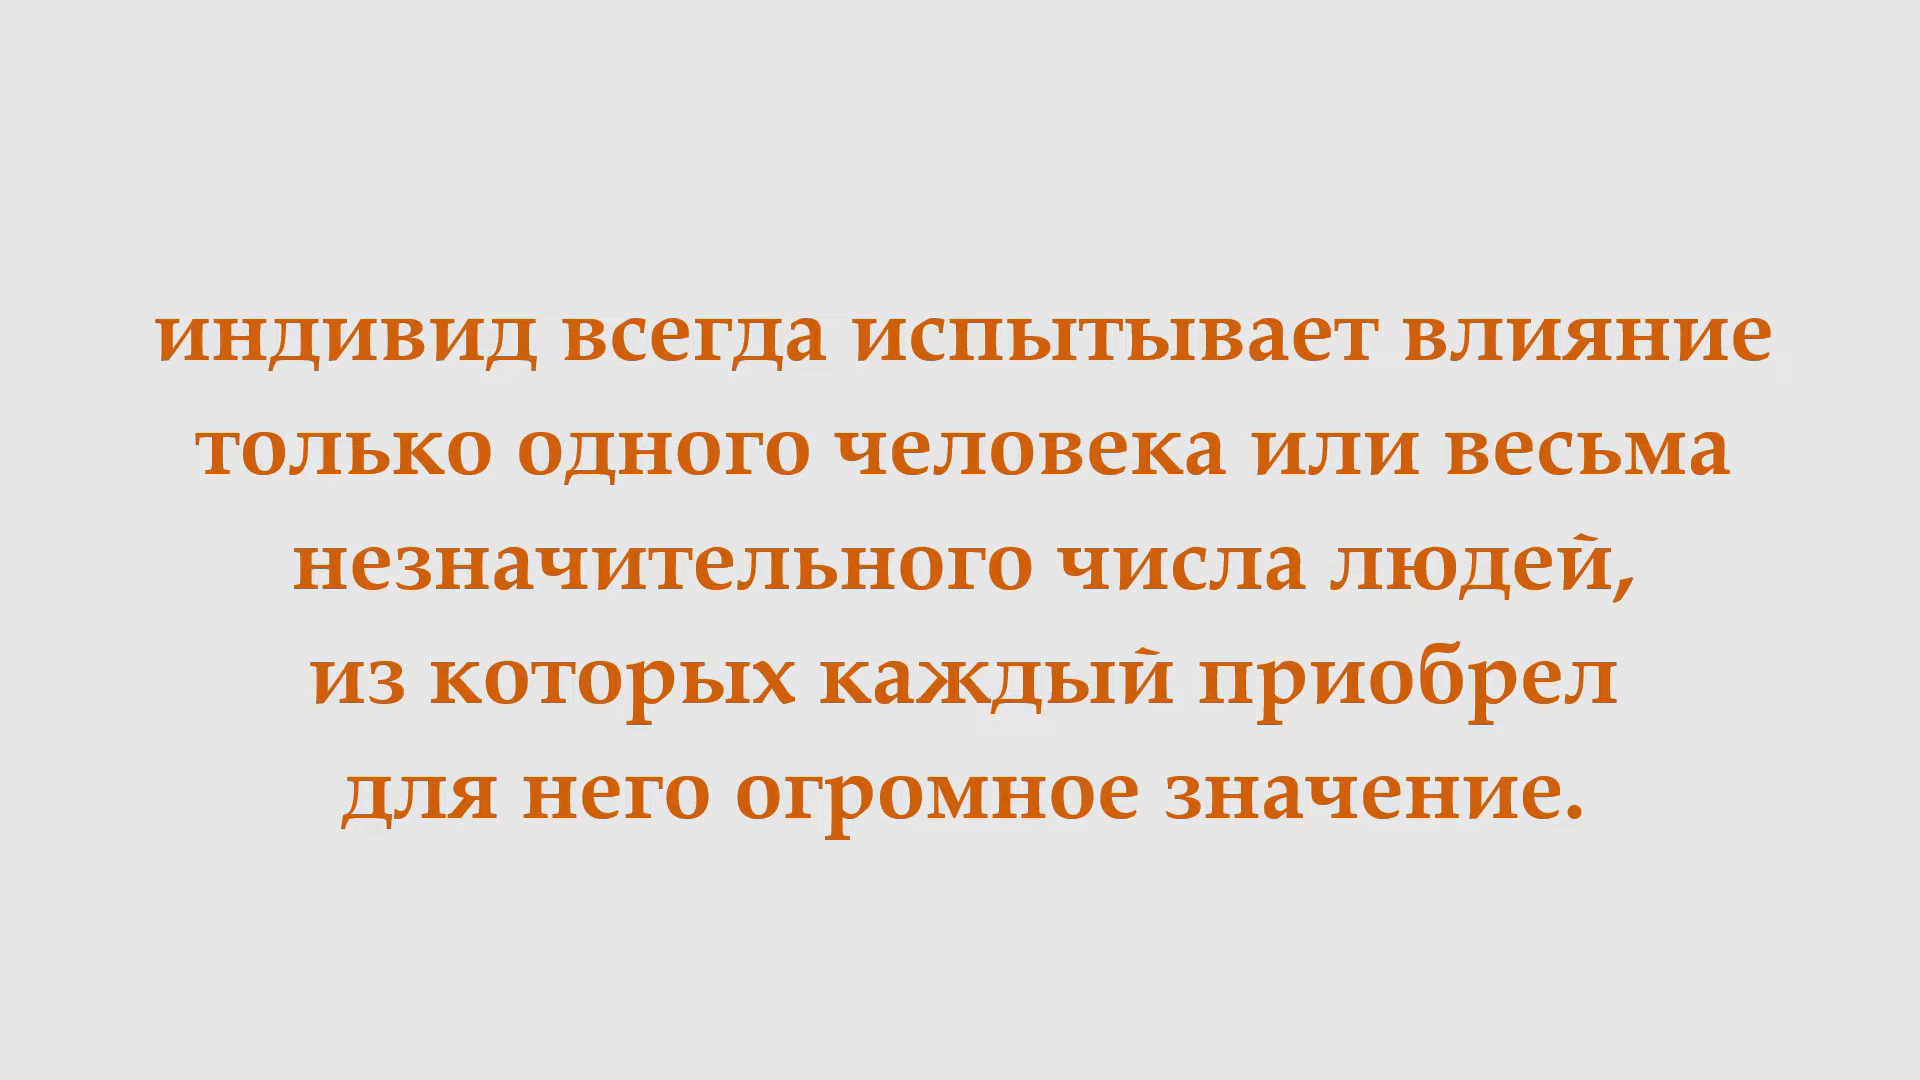 индивид всегда испытывает влияние
только одного человека или весьма
незначительного числа людей,
из которых каждый приобрел
для него огромное значение.